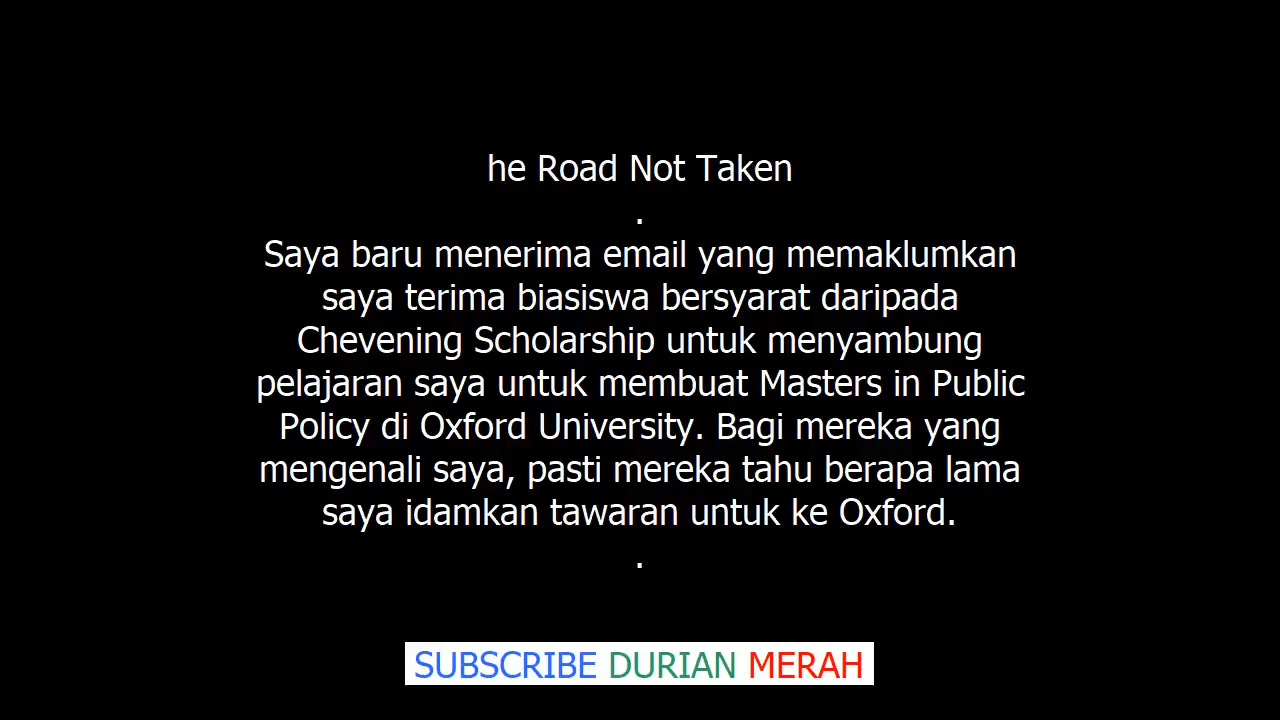 he Road Not Taken
.
Saya baru menerima email yang memaklumkan
saya terima biasiswa bersyarat daripada
Chevening Scholarship untuk menyambung
pelajaran saya untuk membuat Masters in Public
Policy di Oxford University. Bagi mereka yang
mengenali saya, pasti mereka tahu berapa lama
saya idamkan tawaran untuk ke Oxford.
.
SUBSCRIBE DURIAN MERAH